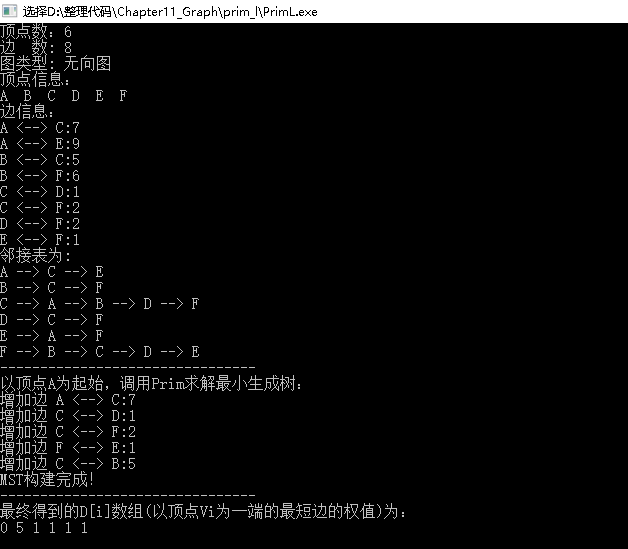 选择D:\整理代码\Chapter11_Graph\prim_l\PrimL.exe
顶点数: 6
边  数: 8
图类型: 无向图
顶点信息:
A  B  C  D  E  F
边信息:
A <--> C:7
A <--> E:9
B <--> C:5
B <--> F:6
C <--> D:1
C <--> F:2
D <--> F:2
E <--> F:1
邻接表为:
A --> C --> E
B --> C --> F
C --> A --> B --> D --> F
D --> C --> F
E --> A --> F
F --> B --> C --> D --> E
--------------------------------
以顶点A为起始，调用Prim求解最小生成树:
增加边 A <--> C:7
增加边 C <--> D:1
增加边 C <--> F:2
增加边 F <--> E:1
增加边 C <--> B:5
MST构建完成!
--------------------------------
最终得到的D[i]数组(以顶点Vi为一端的最短边的权值)为:
0 5 1 1 1 1